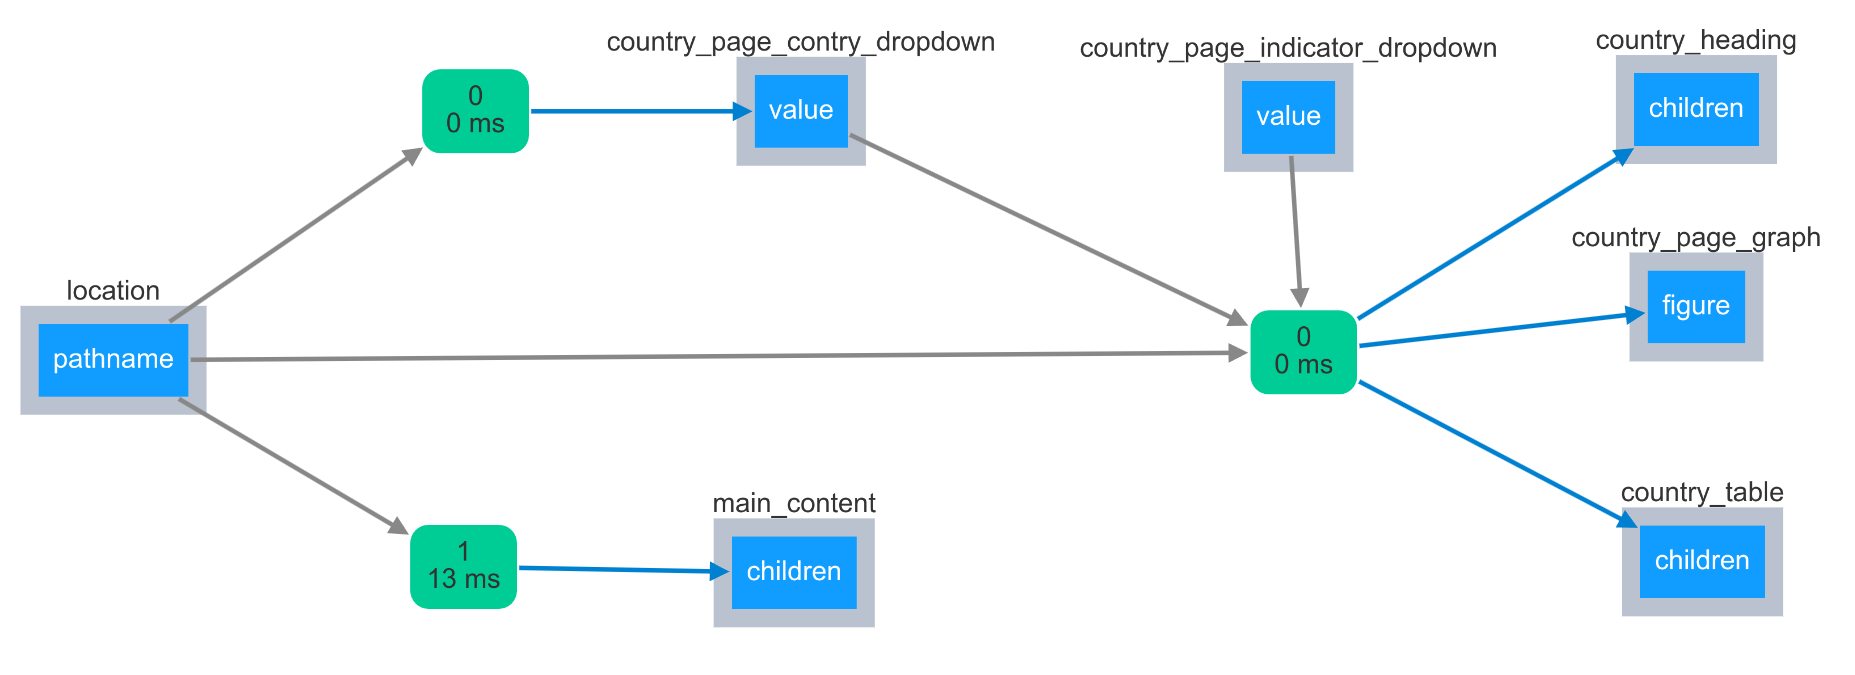 country_page_contry_dropdown
country_page_indicator_dropdown
country_heading
0
0 ms
value
value
children
country_page_graph
location
figure
pathname
0
0 ms
main_content
country_table
1
13 ms
children
children